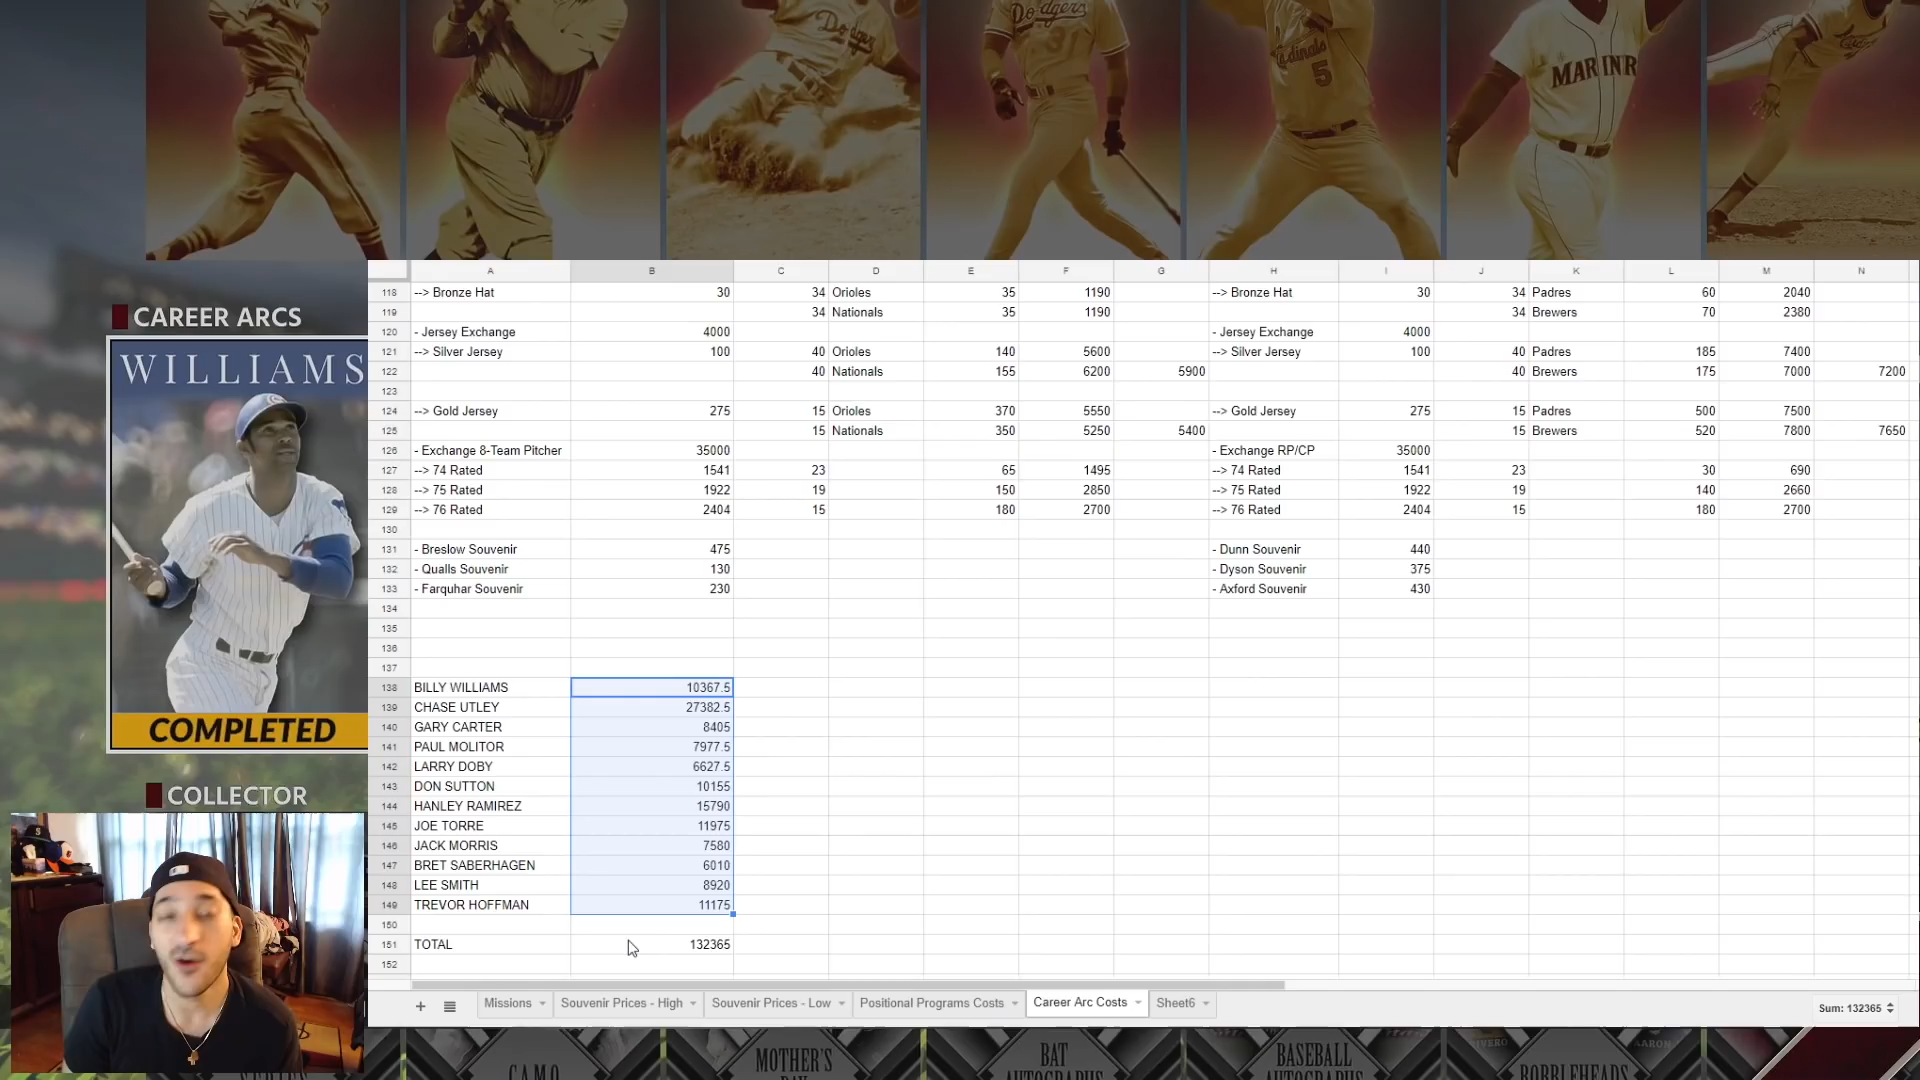 Dodgers
Dodgers
31
Cardinals
5
CAREER ARCS
WILLIAMS
COMPLETED
COLLECTOR
A B C D E F G H I J K L M N
118 --> Bronze Hat 30 34 Orioles 35 1190 --> Bronze Hat 30 34 Padres 60 2040
119 34 Nationals 35 1190 34 Brewers 70 2380
120 - Jersey Exchange 4000 - Jersey Exchange 4000
121 --> Silver Jersey 100 40 Orioles 140 5600 --> Silver Jersey 100 40 Padres 185 7400
122 40 Nationals 155 6200 5900 40 Brewers 175 7000 7200
123
124 --> Gold Jersey 275 15 Orioles 370 5550 --> Gold Jersey 275 15 Padres 500 7500
125 15 Nationals 350 5250 5400 15 Brewers 520 7800 7650
126 - Exchange 8-Team Pitcher 35000 - Exchange RP/CP 35000
127 --> 74 Rated 1541 23 65 1495 --> 74 Rated 1541 23 30 690
128 --> 75 Rated 1922 19 150 2850 --> 75 Rated 1922 19 140 2660
129 --> 76 Rated 2404 15 180 2700 --> 76 Rated 2404 15 180 2700
130
131 - Breslow Souvenir 475 - Dunn Souvenir 440
132 - Qualls Souvenir 130 - Dyson Souvenir 375
133 - Farquhar Souvenir 230 - Axford Souvenir 430
134
135
136
137
138 BILLY WILLIAMS 10367.5
139 CHASE UTLEY 27382.5
140 GARY CARTER 8405
141 PAUL MOLITOR 7977.5
142 LARRY DOBY 6627.5
143 DON SUTTON 10155
144 HANLEY RAMIREZ 15790
145 JOE TORRE 11975
146 JACK MORRIS 7580
147 BRET SABERHAGEN 6010
148 LEE SMITH 8920
149 TREVOR HOFFMAN 11175
150
151 TOTAL 132365
152
+ Missions Souvenir Prices - High Souvenir Prices - Low Positional Programs Costs Career Arc Costs Sheet6 Sum: 132365
CAMO
MOTHER'S
BAT
AUTOGRAPHS
BASEBALL
AUTOGRAPHS
BOBBLEHEADS
AARON